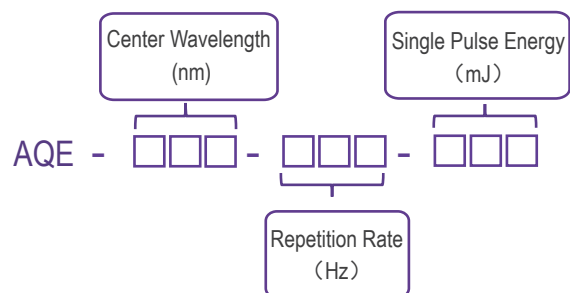 Center Wavelength
(nm)
Single Pulse Energy
（mJ）
AQE - □□□ - □□□ - □□□
Repetition Rate
（Hz）